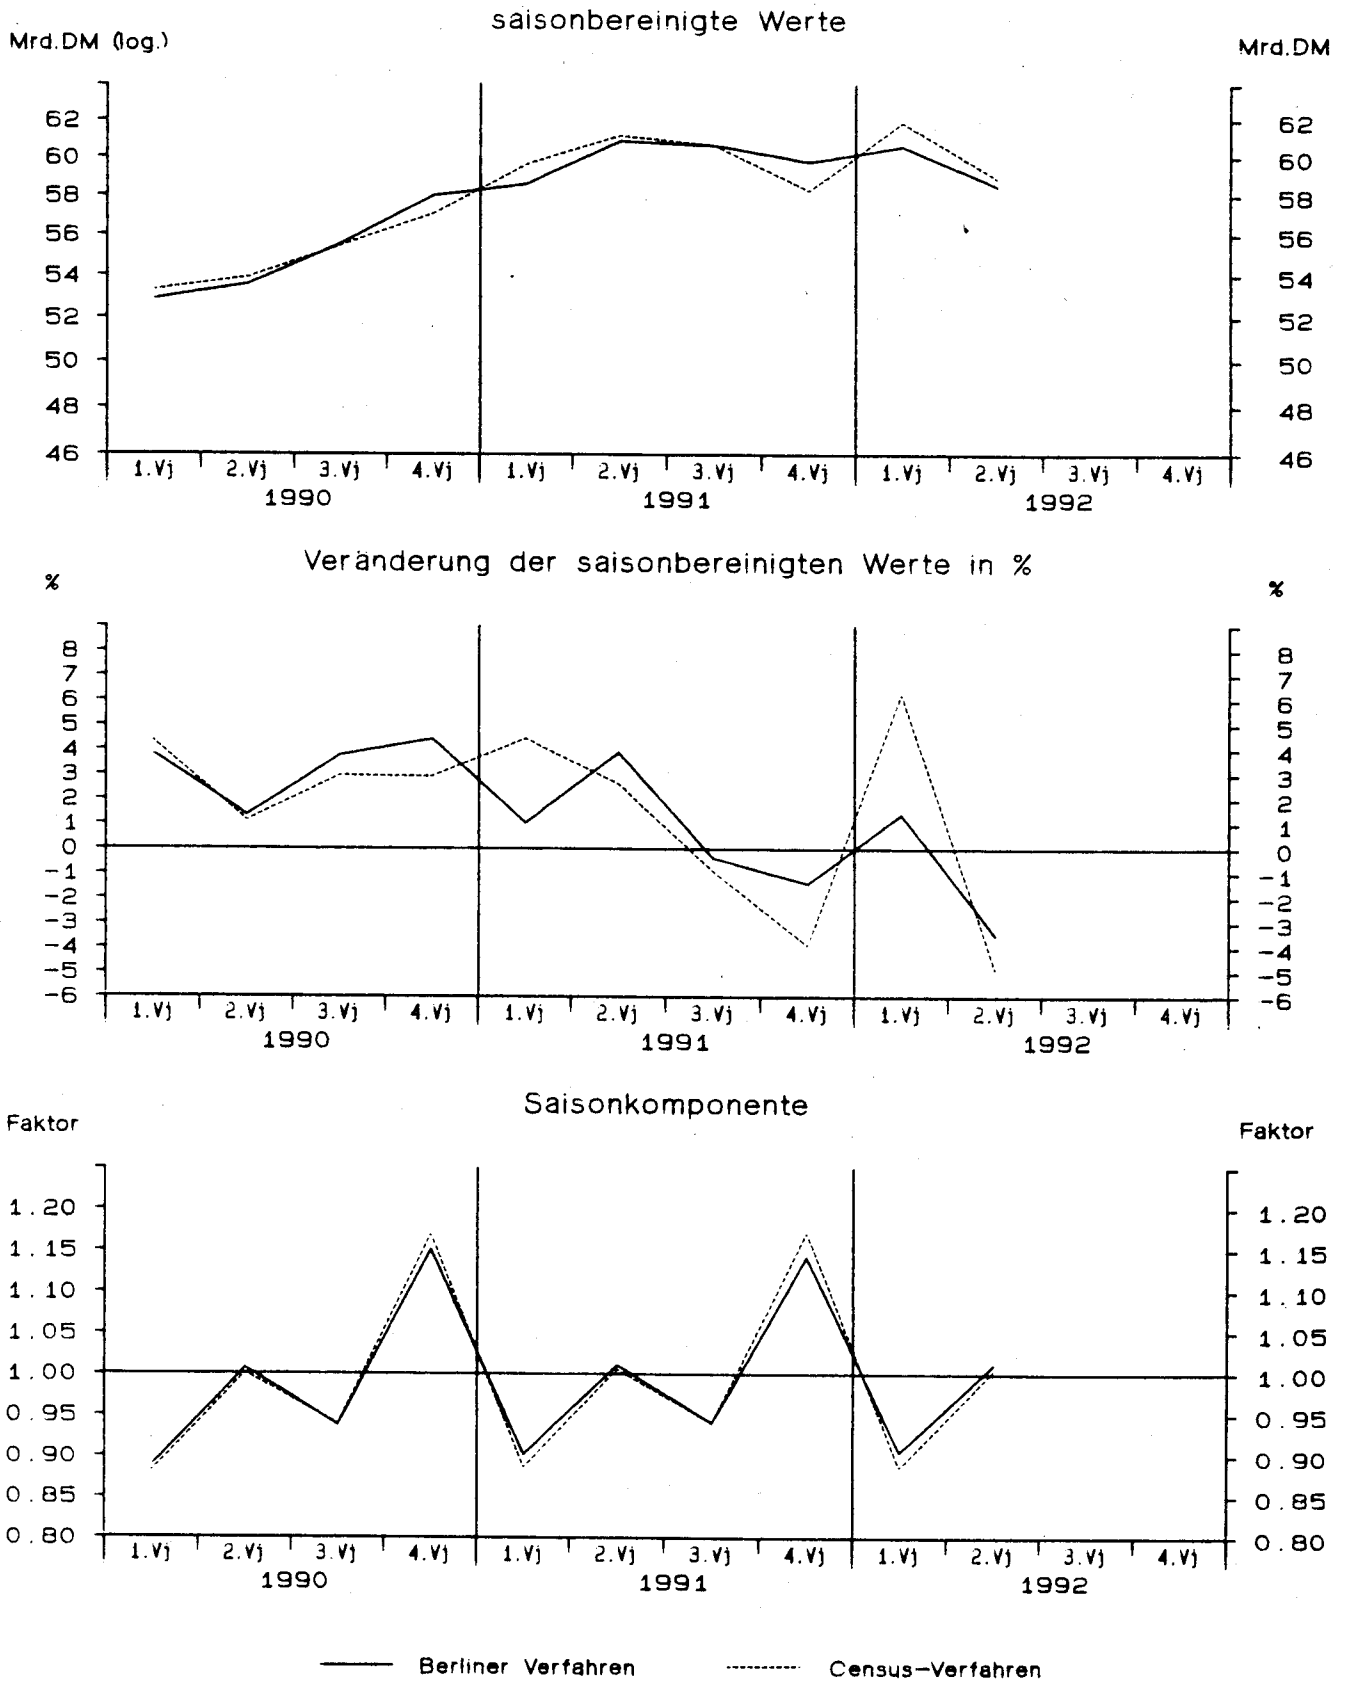 saisonbereinigte Werte
Mrd.DM (log.) Mrd.DM
62 62
60 60
58 58
56 56
54 54
52 52
50 50
48 48
46 46
1.Vj 2.Vj 3.Vj 4.Vj 1.Vj 2.Vj 3.Vj 4.Vj 1.Vj 2.Vj 3.Vj 4.Vj
1990 1991 1992
Veränderung der saisonbereinigten Werte in %
% %
8 8
7 7
6 6
5 5
4 4
3 3
2 2
1 1
0 0
-1 -1
-2 -2
-3 -3
-4 -4
-5 -5
-6 -6
1.Vj 2.Vj 3.Vj 4.Vj 1.Vj 2.Vj 3.Vj 4.Vj 1.Vj 2.Vj 3.Vj 4.Vj
1990 1991 1992
Saisonkomponente
Faktor Faktor
1.20 1.20
1.15 1.15
1.10 1.10
1.05 1.05
1.00 1.00
0.95 0.95
0.90 0.90
0.85 0.85
0.80 0.80
1.Vj 2.Vj 3.Vj 4.Vj 1.Vj 2.Vj 3.Vj 4.Vj 1.Vj 2.Vj 3.Vj 4.Vj
1990 1991 1992
Berliner Verfahren Census-Verfahren